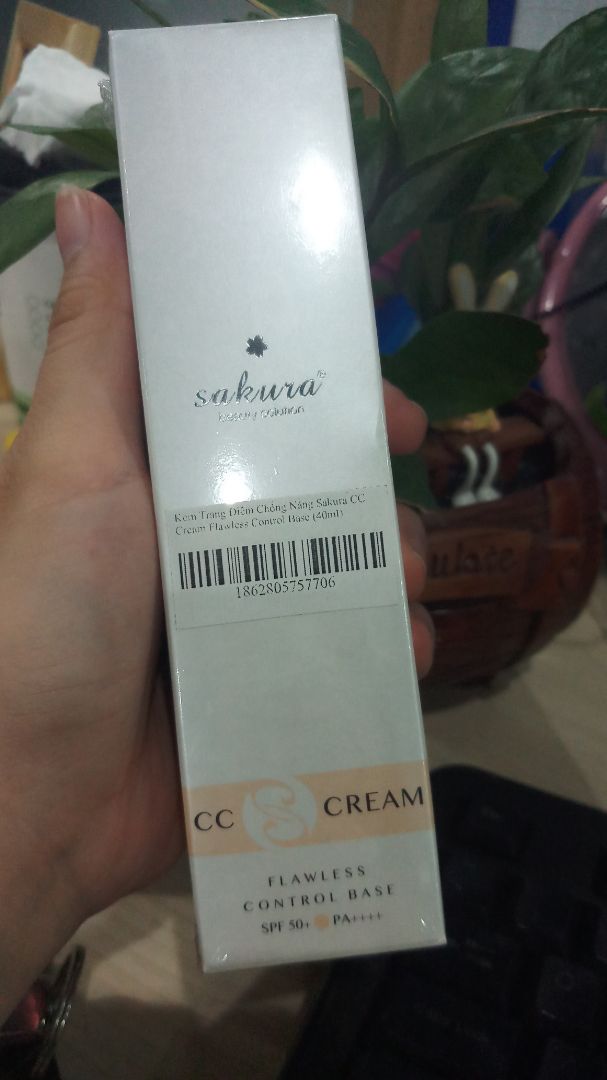 sakura®
beauty solution
Kem Trang Điểm Chống Nắng Sakura CC
Cream Flawless Control Base (40ml)
1862805757706
CC CREAM
FLAWLESS
CONTROL BASE
SPF 50+ PA++++